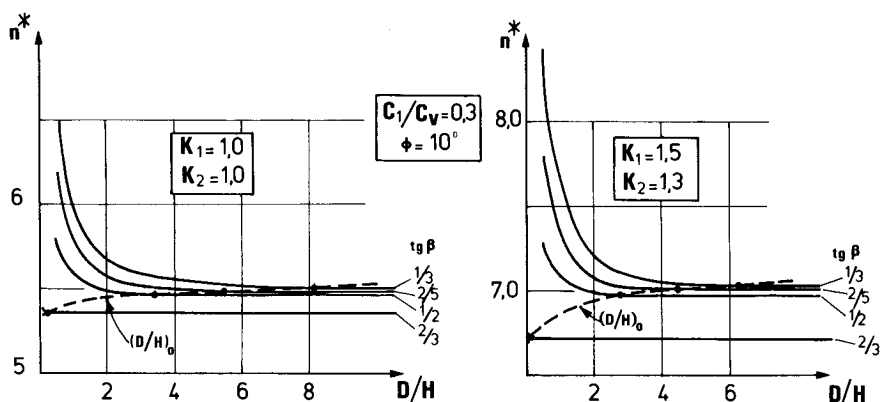 n*
6
5
K₁=1,0
K₂=1,0
C₁/Cᵥ=0,3
ϕ=10°
tg β
1/3
2/5
1/2
2/3
(D/H)₀
2
4
6
8
D/H
n*
8,0
7,0
K₁=1,5
K₂=1,3
tg β
1/3
2/5
1/2
2/3
(D/H)₀
2
4
6
D/H